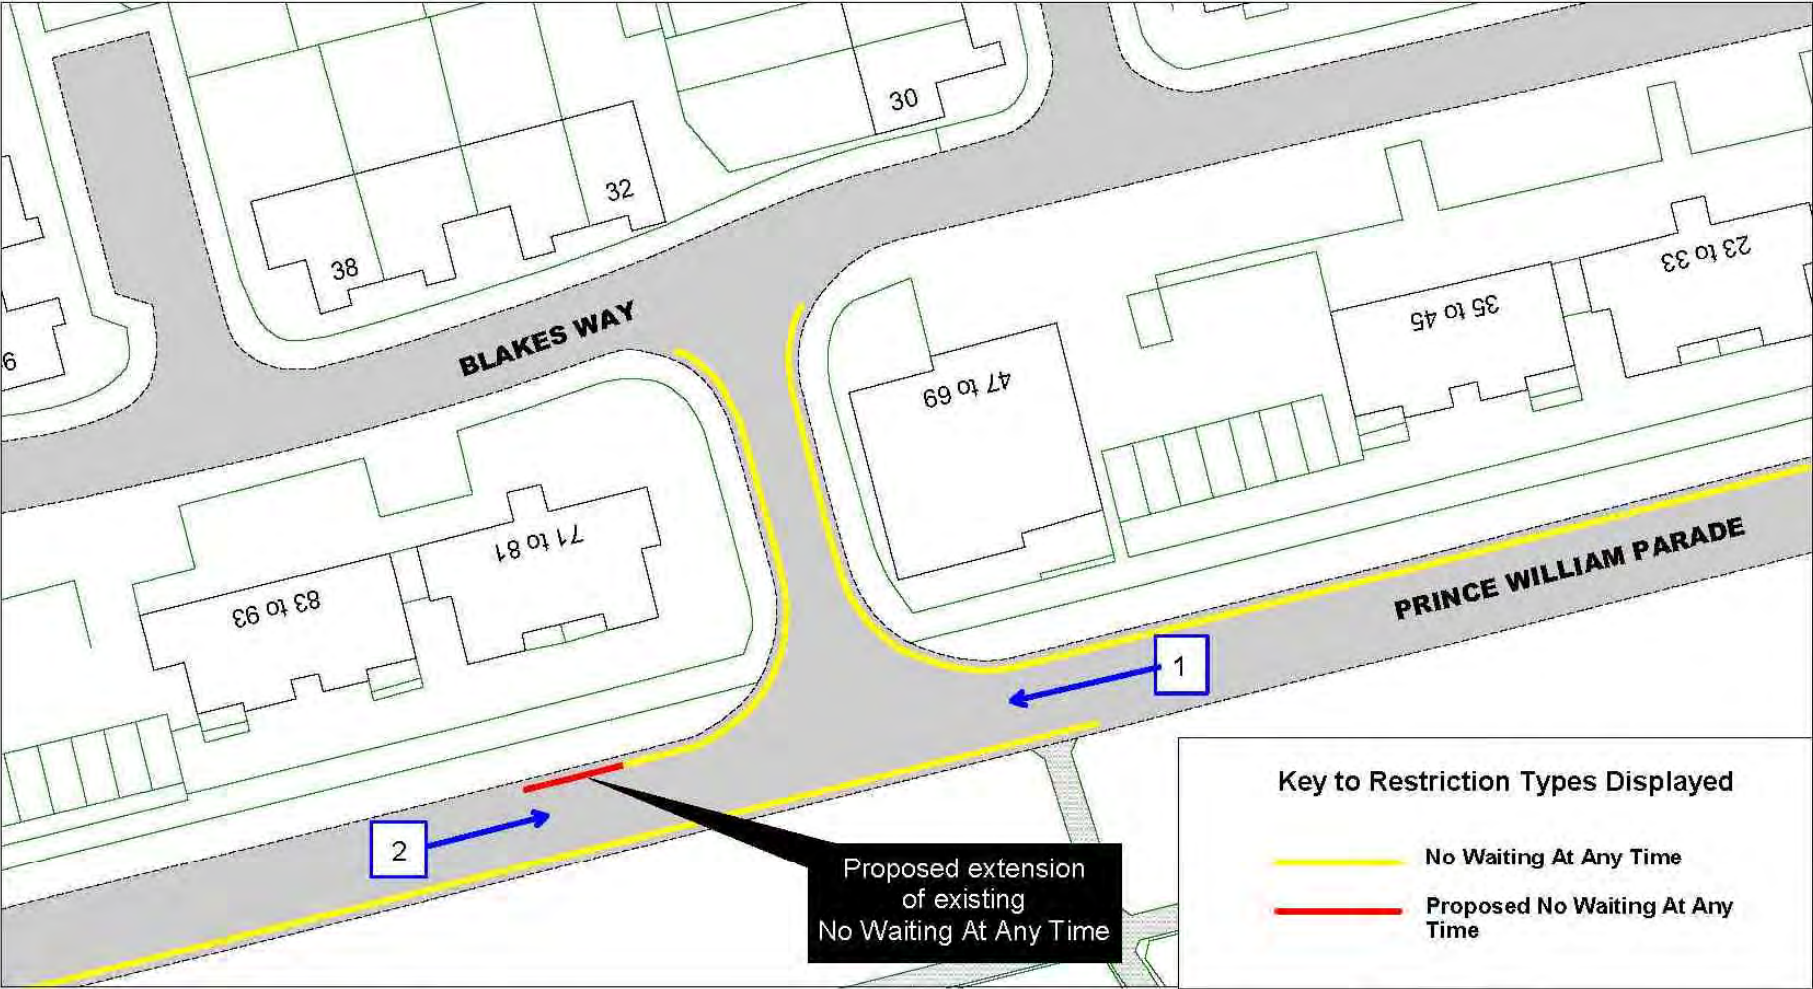 30
32
38
6
BLAKES WAY
23 to 33
35 to 45
47 to 69
71 to 81
83 to 93
PRINCE WILLIAM PARADE
1
2
Proposed extension
of existing
No Waiting At Any Time
Key to Restriction Types Displayed
No Waiting At Any Time
Proposed No Waiting At Any
Time